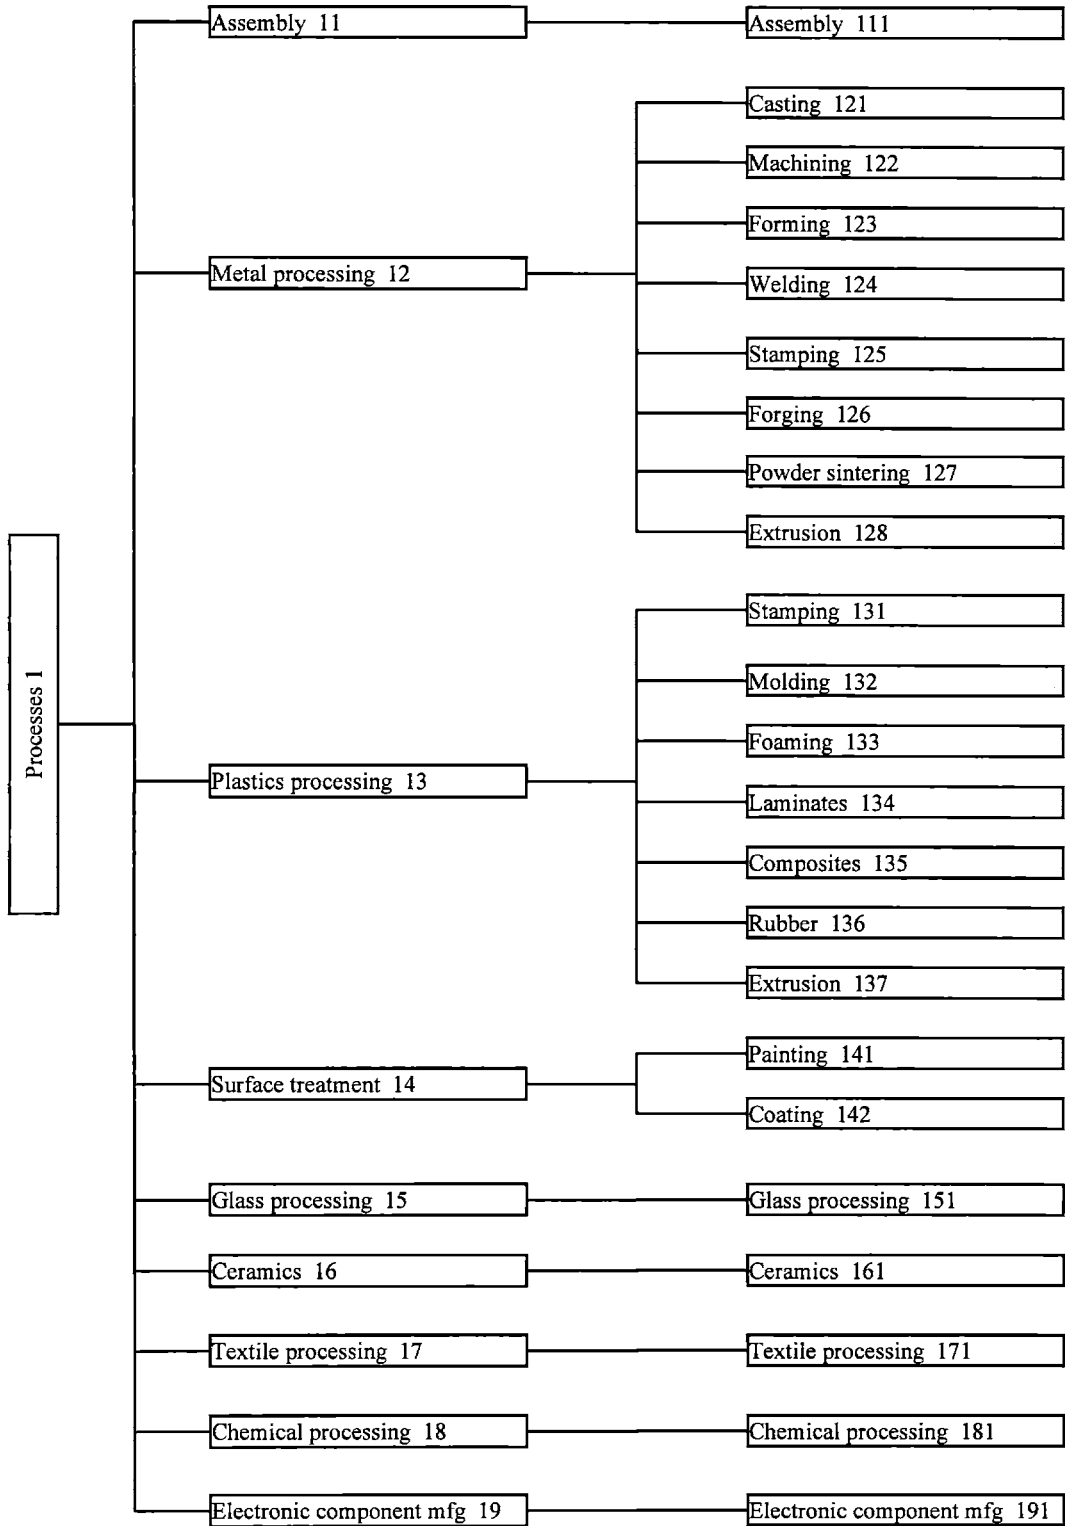 Processes 1
Assembly 11
Assembly 111
Metal processing 12
Casting 121
Machining 122
Forming 123
Welding 124
Stamping 125
Forging 126
Powder sintering 127
Extrusion 128
Plastics processing 13
Stamping 131
Molding 132
Foaming 133
Laminates 134
Composites 135
Rubber 136
Extrusion 137
Surface treatment 14
Painting 141
Coating 142
Glass processing 15
Glass processing 151
Ceramics 16
Ceramics 161
Textile processing 17
Textile processing 171
Chemical processing 18
Chemical processing 181
Electronic component mfg 19
Electronic component mfg 191